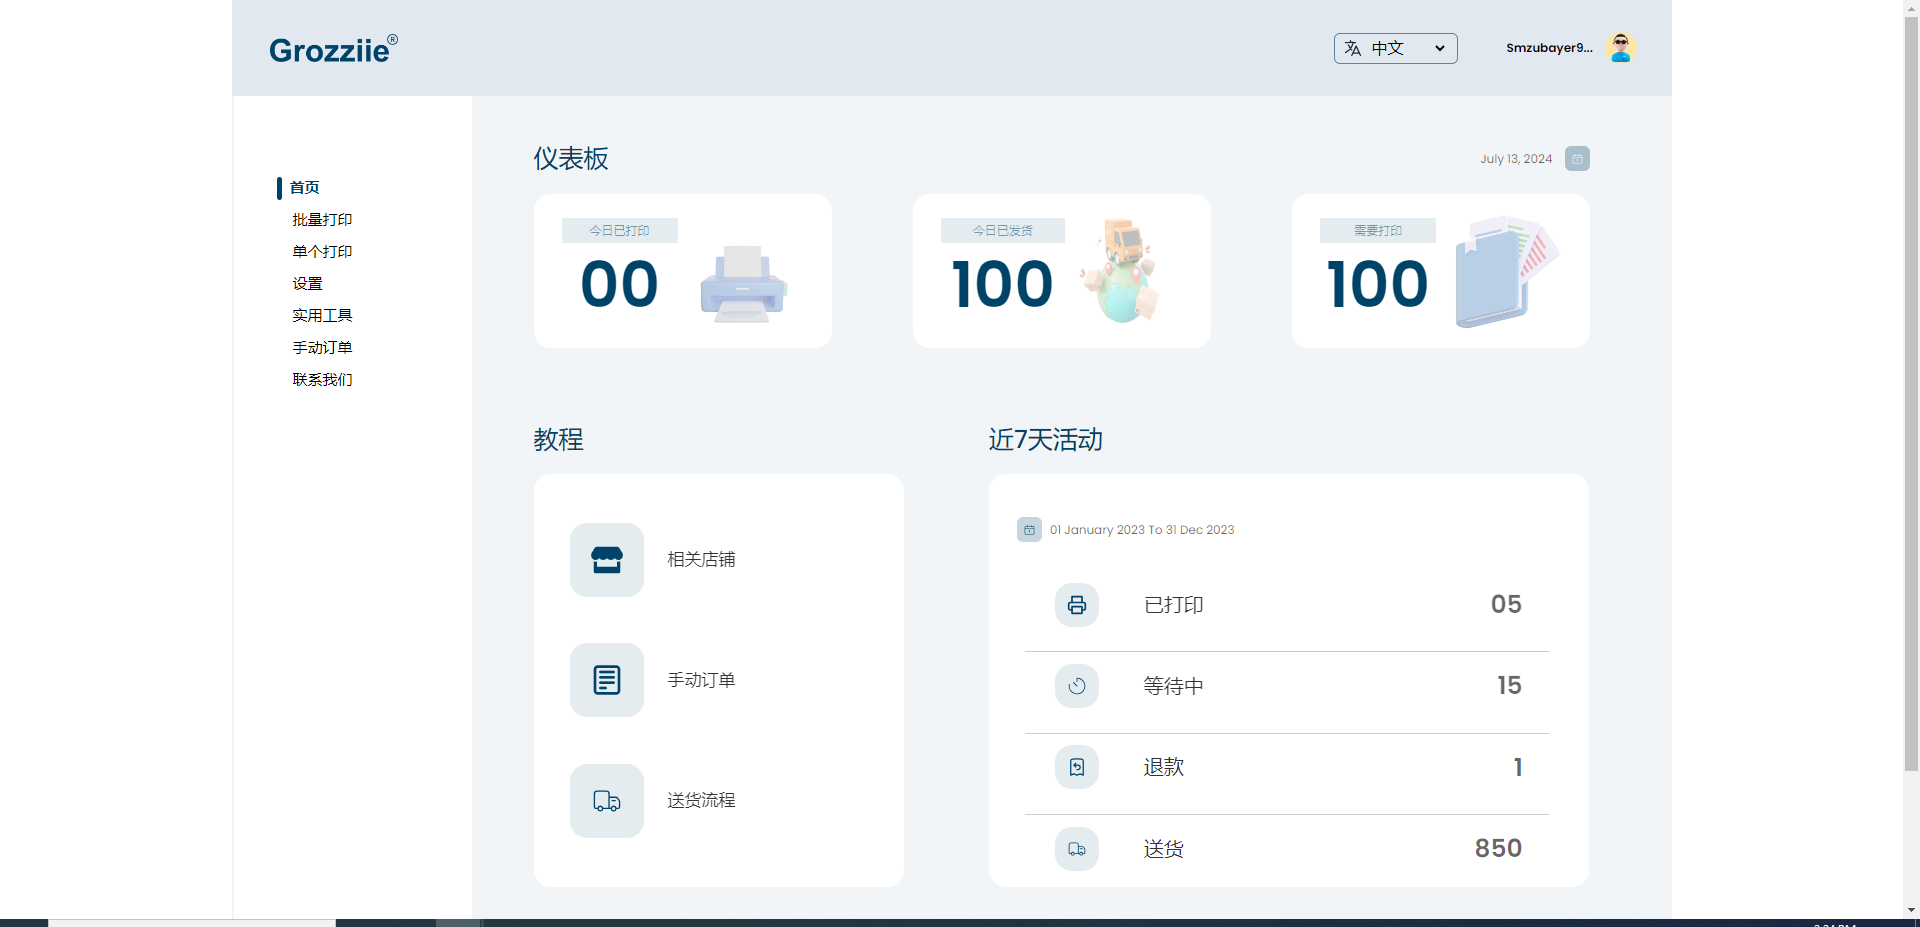 Grozziie®
中文
Smzubayer9...
首页
批量打印
单个打印
设置
实用工具
手动订单
联系我们
仪表板
July 13, 2024
今日已打印
00
今日已发货
100
需要打印
100
教程
相关店铺
手动订单
送货流程
近7天活动
01 January 2023 To 31 Dec 2023
已打印
05
等待中
15
退款
1
送货
850